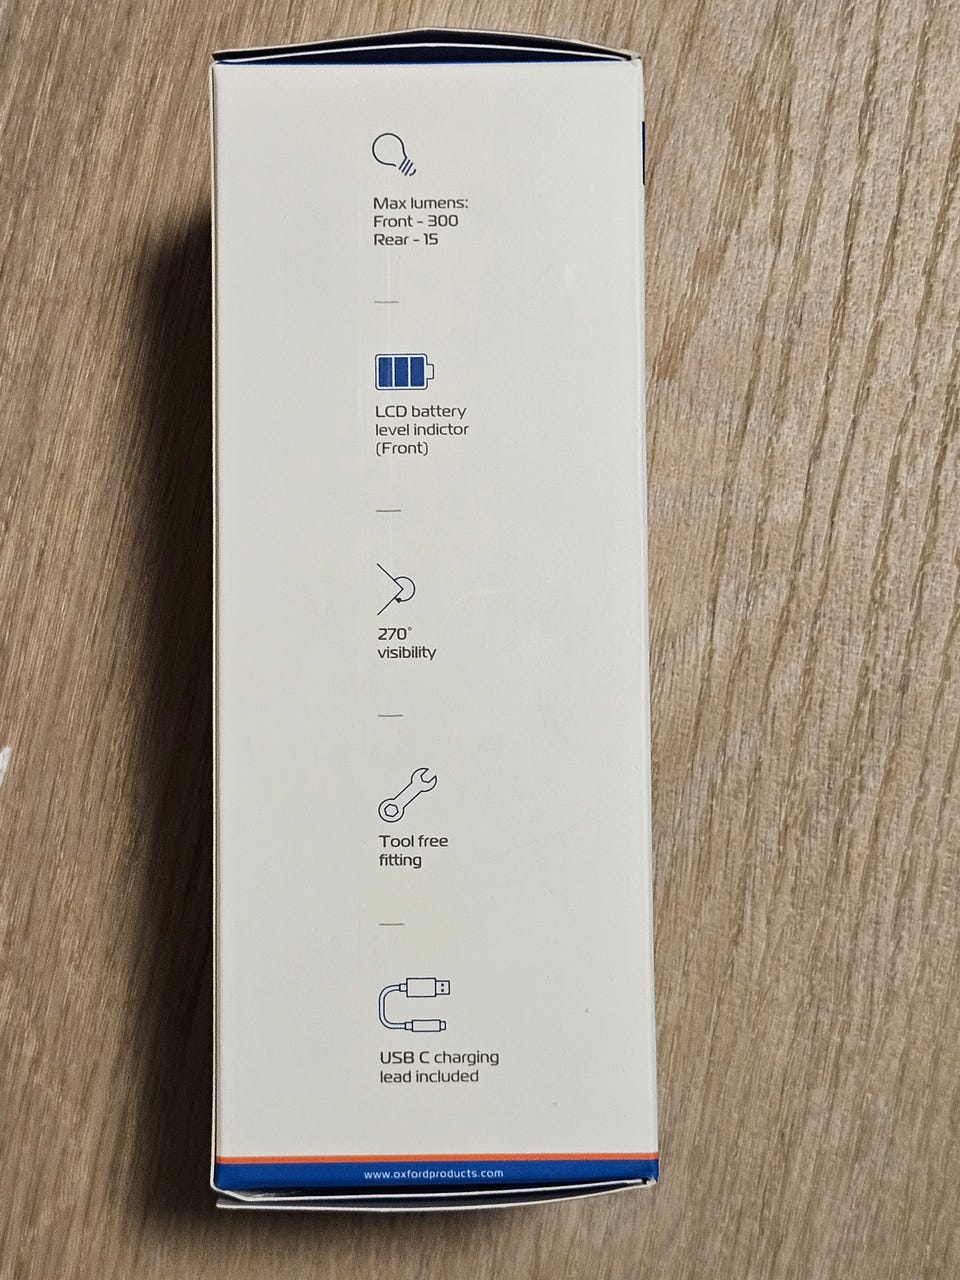 Max lumens:
Front - 300
Rear - 15
LCD battery
level indictor
(Front)
270°
visibility
Tool free
fitting
USB C charging
lead included
www.oxfordproducts.com